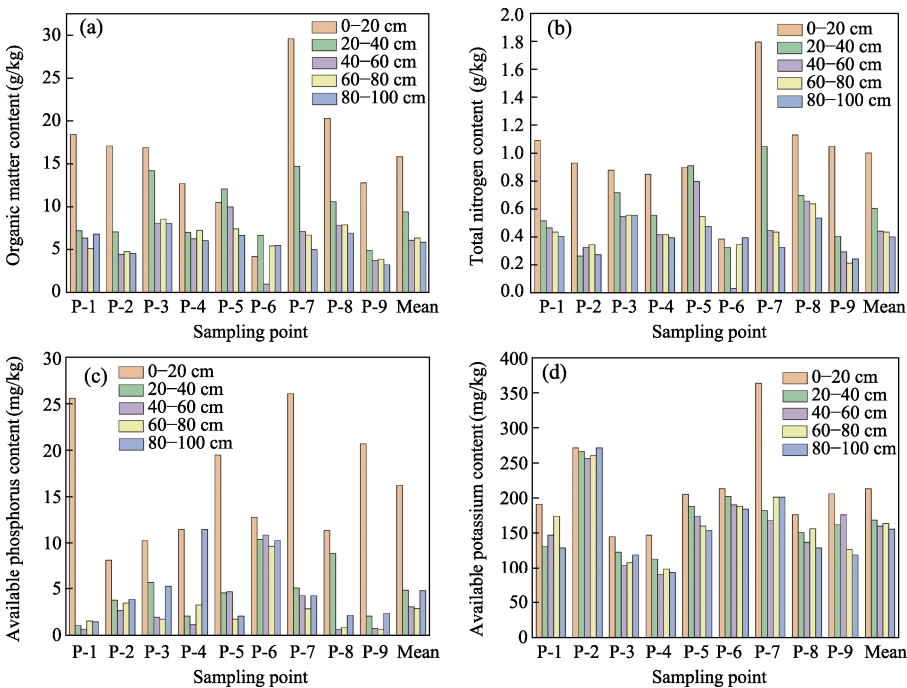 (a)
0−20 cm
20−40 cm
40−60 cm
60−80 cm
80−100 cm
30
25
20
15
10
5
0
Organic matter content (g/kg)
P-1 P-2 P-3 P-4 P-5 P-6 P-7 P-8 P-9 Mean
Sampling point
(b)
0−20 cm
20−40 cm
40−60 cm
60−80 cm
80−100 cm
2.0
1.8
1.6
1.4
1.2
1.0
0.8
0.6
0.4
0.2
0.0
Total nitrogen content (g/kg)
P-1 P-2 P-3 P-4 P-5 P-6 P-7 P-8 P-9 Mean
Sampling point
(c)
0−20 cm
20−40 cm
40−60 cm
60−80 cm
80−100 cm
30
25
20
15
10
5
0
Available phosphorus content (mg/kg)
P-1 P-2 P-3 P-4 P-5 P-6 P-7 P-8 P-9 Mean
Sampling point
(d)
0−20 cm
20−40 cm
40−60 cm
60−80 cm
80−100 cm
400
350
300
250
200
150
100
50
0
Available potassium content (mg/kg)
P-1 P-2 P-3 P-4 P-5 P-6 P-7 P-8 P-9 Mean
Sampling point